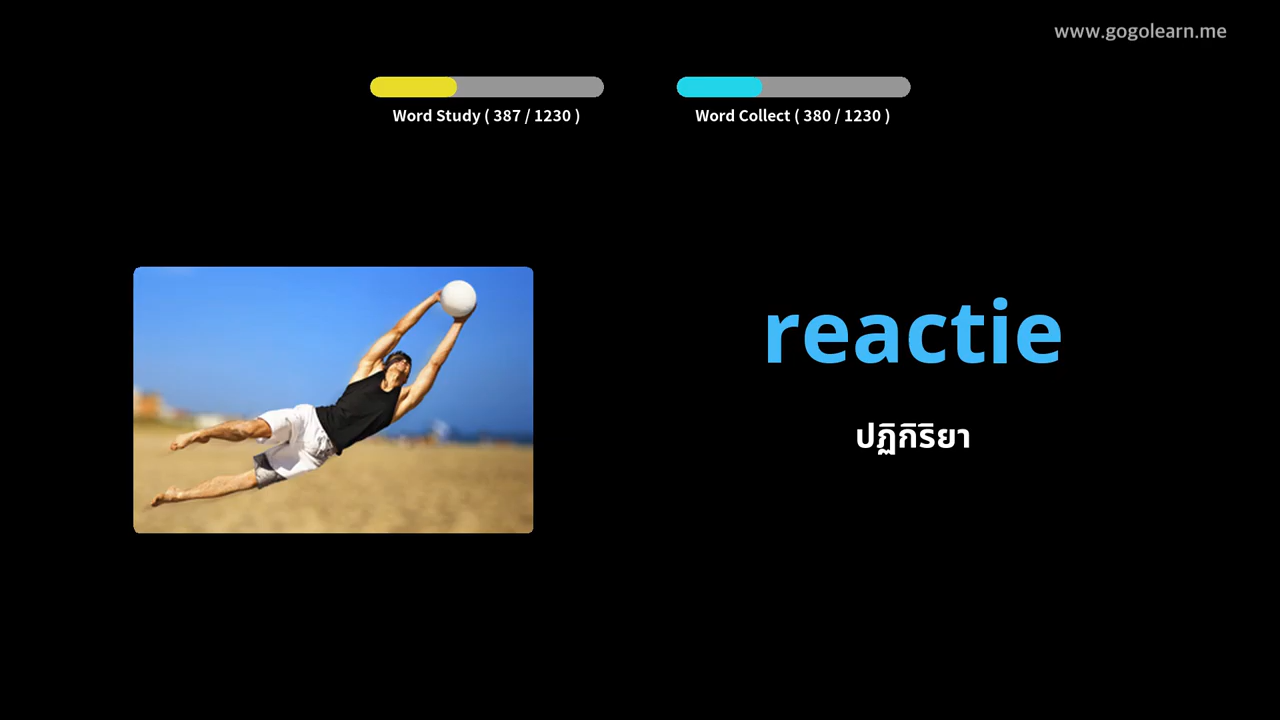 www.gogolearn.me
Word Study ( 387 / 1230 )
Word Collect ( 380 / 1230 )
reactie
ปฏิกิริยา